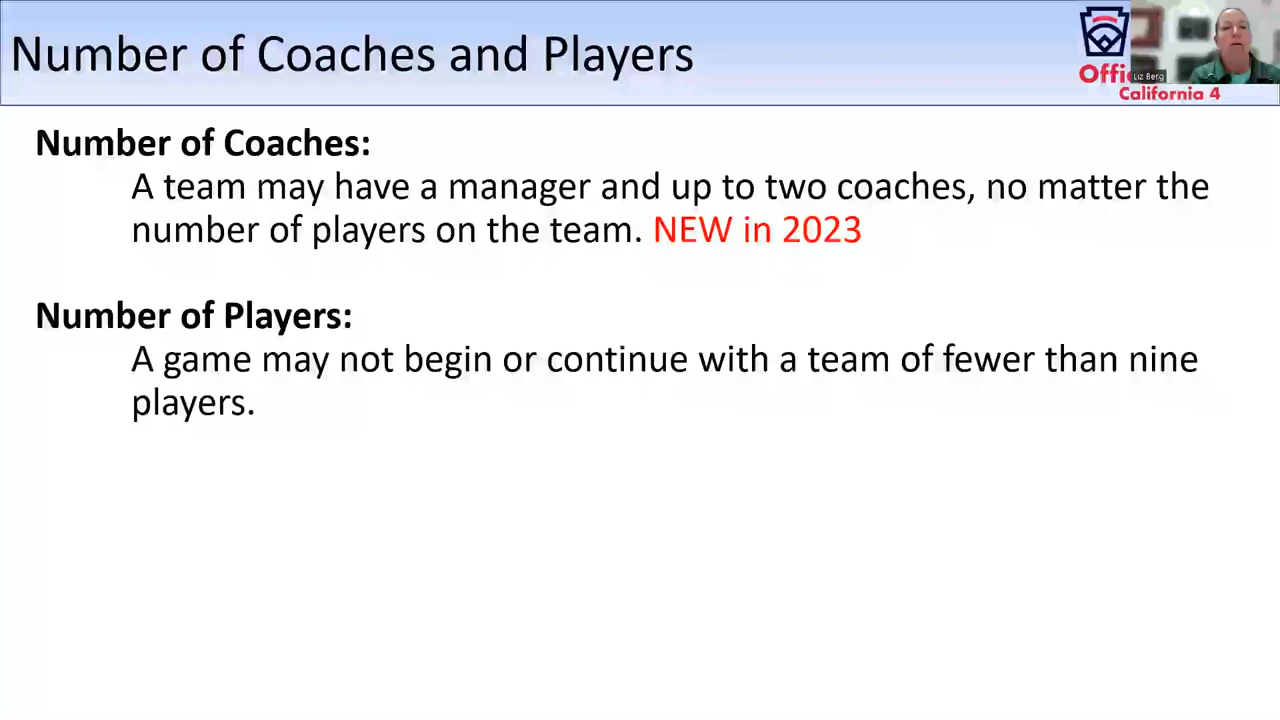 Number of Coaches and Players
Offi
Liz Berg
California 4
Number of Coaches:
A team may have a manager and up to two coaches, no matter the
number of players on the team. NEW in 2023
Number of Players:
A game may not begin or continue with a team of fewer than nine
players.